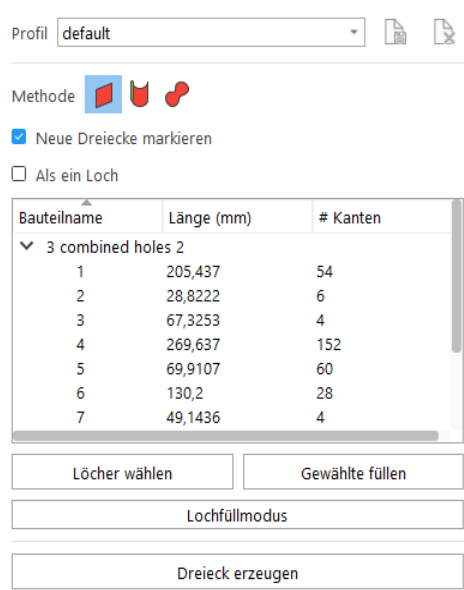 Profil default
Methode
Neue Dreiecke markieren
Als ein Loch
Bauteilname Länge (mm) # Kanten
3 combined holes 2
1 205,437 54
2 28,8222 6
3 67,3253 4
4 269,637 152
5 69,9107 60
6 130,2 28
7 49,1436 4
Löcher wählen Gewählte füllen
Lochfüllmodus
Dreieck erzeugen